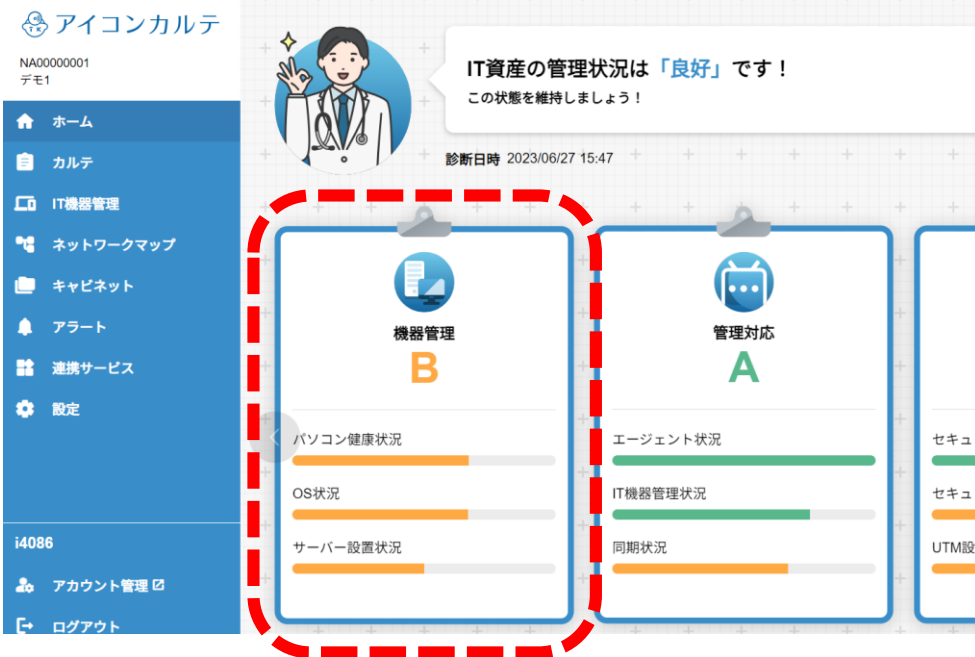 アイコンカルテ
NA00000001
デモ1
ホーム
カルテ
IT機器管理
ネットワークマップ
キャビネット
アラート
連携サービス
設定
i4086
アカウント管理
ログアウト
IT資産の管理状況は「良好」です！
この状態を維持しましょう！
診断日時 2023/06/27 15:47
機器管理
B
パソコン健康状況
OS状況
サーバー設置状況
管理対応
A
エージェント状況
IT機器管理状況
同期状況
セキュ
セキュ
UTM設